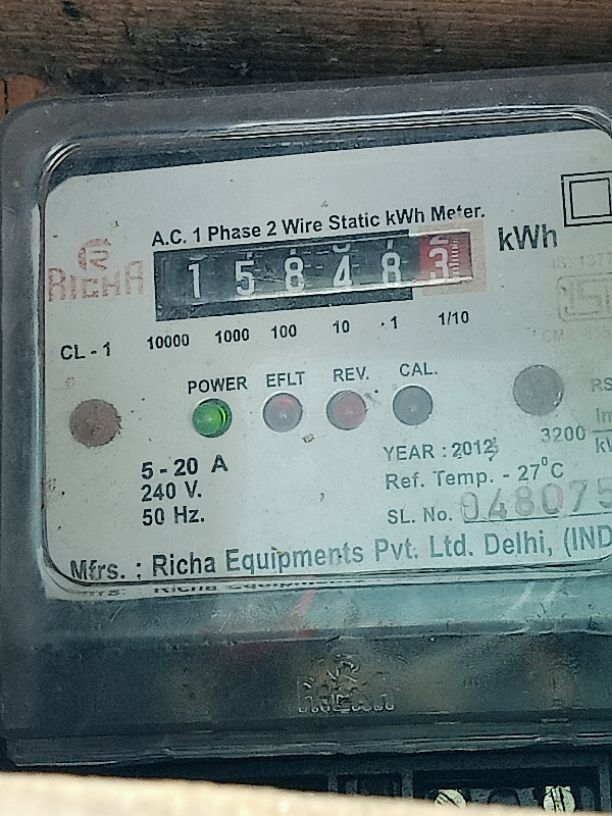 A.C. 1 Phase 2 Wire Static kWh Meter.
RICHA
1 5 8 4 8 3
kWh
CL - 1
10000 1000 100 10 1 1/10
POWER EFLT REV. CAL.
5 - 20 A
240 V.
50 Hz.
3200
YEAR : 2012
Ref. Temp. - 27°C
SL. No. 048075
Mfrs. : Richa Equipments Pvt. Ltd. Delhi, (IND